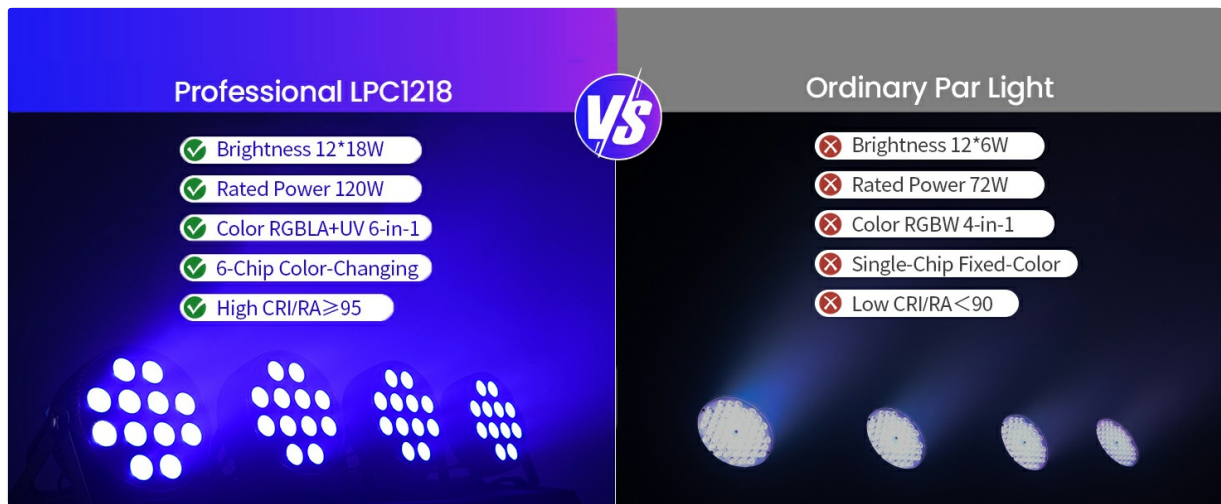 Professional LPC1218
Brightness 12*18W
Rated Power 120W
Color RGBLA+UV 6-in-1
6-Chip Color-Changing
High CRI/RA≥95
VS
Ordinary Par Light
Brightness 12*6W
Rated Power 72W
Color RGBW 4-in-1
Single-Chip Fixed-Color
Low CRI/RA<90